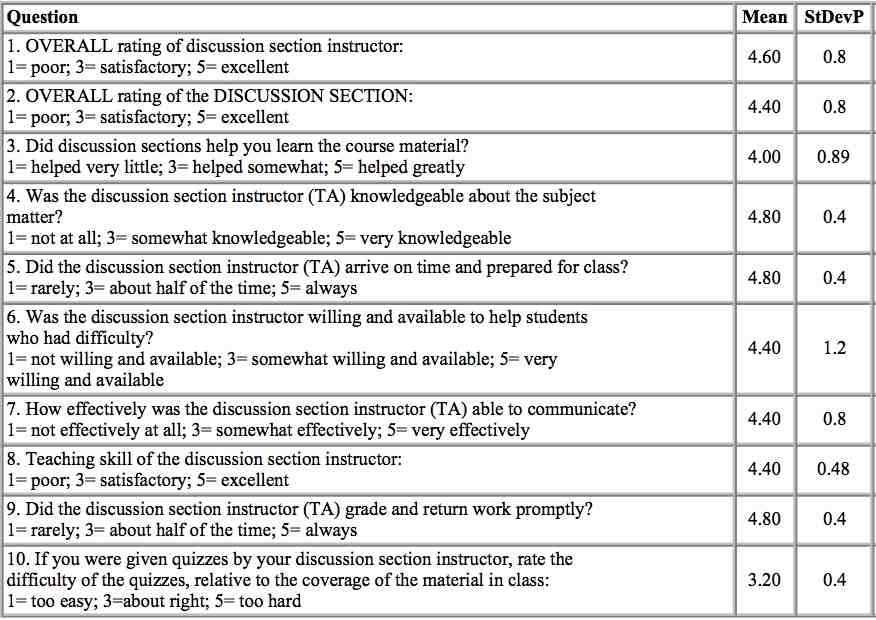 Question Mean StDevP
1. OVERALL rating of discussion section instructor:
1= poor; 3= satisfactory; 5= excellent
4.60 0.8
2. OVERALL rating of the DISCUSSION SECTION:
1= poor; 3= satisfactory; 5= excellent
4.40 0.8
3. Did discussion sections help you learn the course material?
1= helped very little; 3= helped somewhat; 5= helped greatly
4.00 0.89
4. Was the discussion section instructor (TA) knowledgeable about the subject
matter?
1= not at all; 3= somewhat knowledgeable; 5= very knowledgeable
4.80 0.4
5. Did the discussion section instructor (TA) arrive on time and prepared for class?
1= rarely; 3= about half of the time; 5= always
4.80 0.4
6. Was the discussion section instructor willing and available to help students
who had difficulty?
1= not willing and available; 3= somewhat willing and available; 5= very
willing and available
4.40 1.2
7. How effectively was the discussion section instructor (TA) able to communicate?
1= not effectively at all; 3= somewhat effectively; 5= very effectively
4.40 0.8
8. Teaching skill of the discussion section instructor:
1= poor; 3= satisfactory; 5= excellent
4.40 0.48
9. Did the discussion section instructor (TA) grade and return work promptly?
1= rarely; 3= about half of the time; 5= always
4.80 0.4
10. If you were given quizzes by your discussion section instructor, rate the
difficulty of the quizzes, relative to the coverage of the material in class:
1= too easy; 3=about right; 5= too hard
3.20 0.4